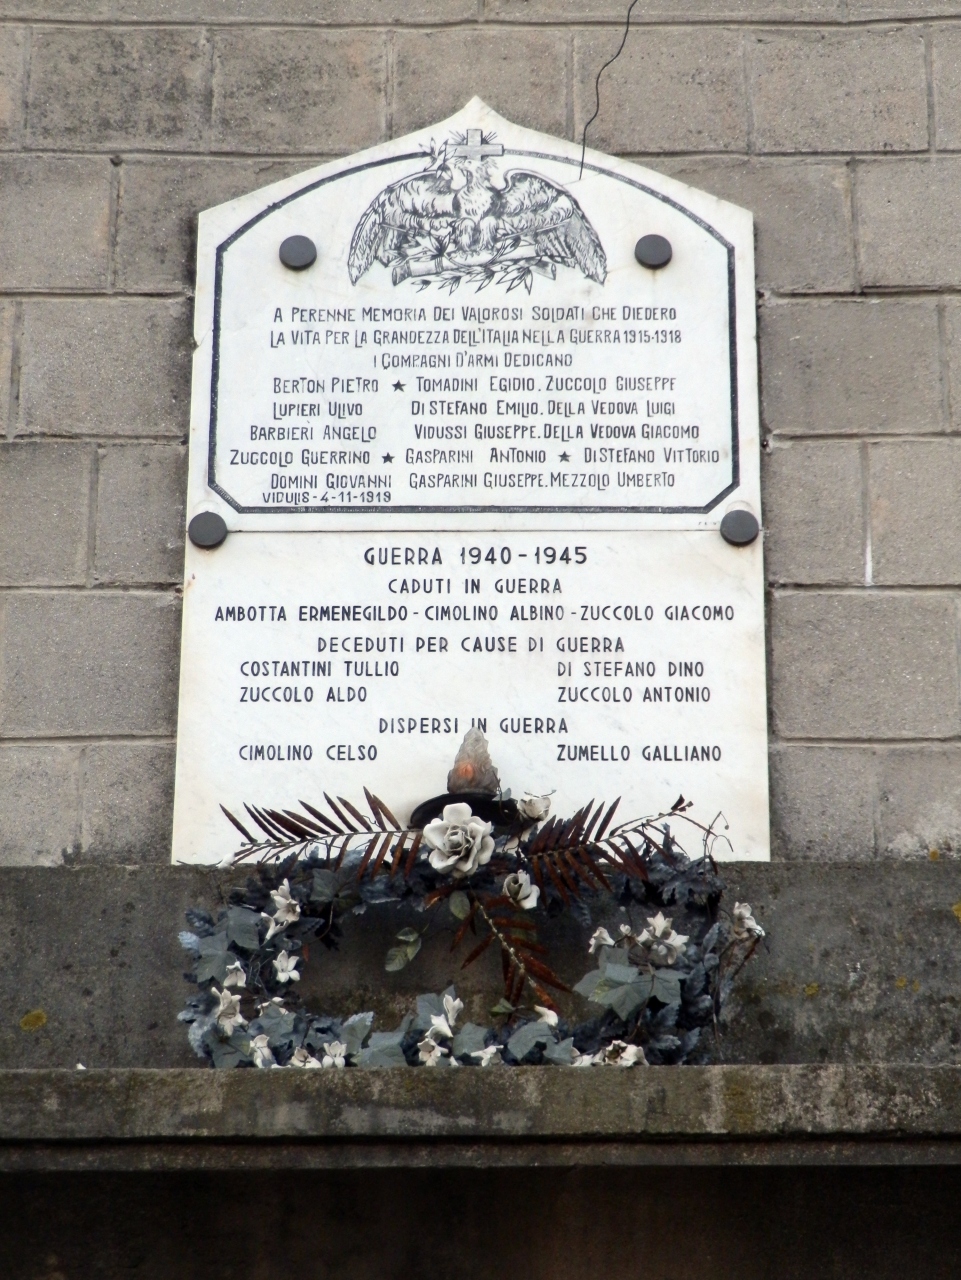 A PERENNE MEMORIA DEI VALOROSI SOLDATI CHE DIEDERO
LA VITA PER LA GRANDEZZA DELL'ITALIA NELLA GUERRA 1915-1918
I COMPAGNI D'ARMI DEDICANO
BERTON PIETRO ★ TOMADINI EGIDIO. ZUCCOLO GIUSEPPE
LUPIERI ULIVO DI STEFANO EMILIO. DELLA VEDOVA LUIGI
BARBIERI ANGELO VIDUSSI GIUSEPPE. DELLA VEDOVA GIACOMO
ZUCCOLO GUERRINO ★ GASPARINI ANTONIO ★ DI STEFANO VITTORIO
DOMINI GIOVANNI GASPARINI GIUSEPPE. MEZZOLO UMBERTO
VIDULIS - 4-11-1919
GUERRA 1940-1945
CADUTI IN GUERRA
AMBOTTA ERMENEGILDO - CIMOLINO ALBINO - ZUCCOLO GIACOMO
DECEDUTI PER CAUSE DI GUERRA
COSTANTINI TULLIO DI STEFANO DINO
ZUCCOLO ALDO ZUCCOLO ANTONIO
DISPERSI IN GUERRA
CIMOLINO CELSO ZUMELLO GALLIANO